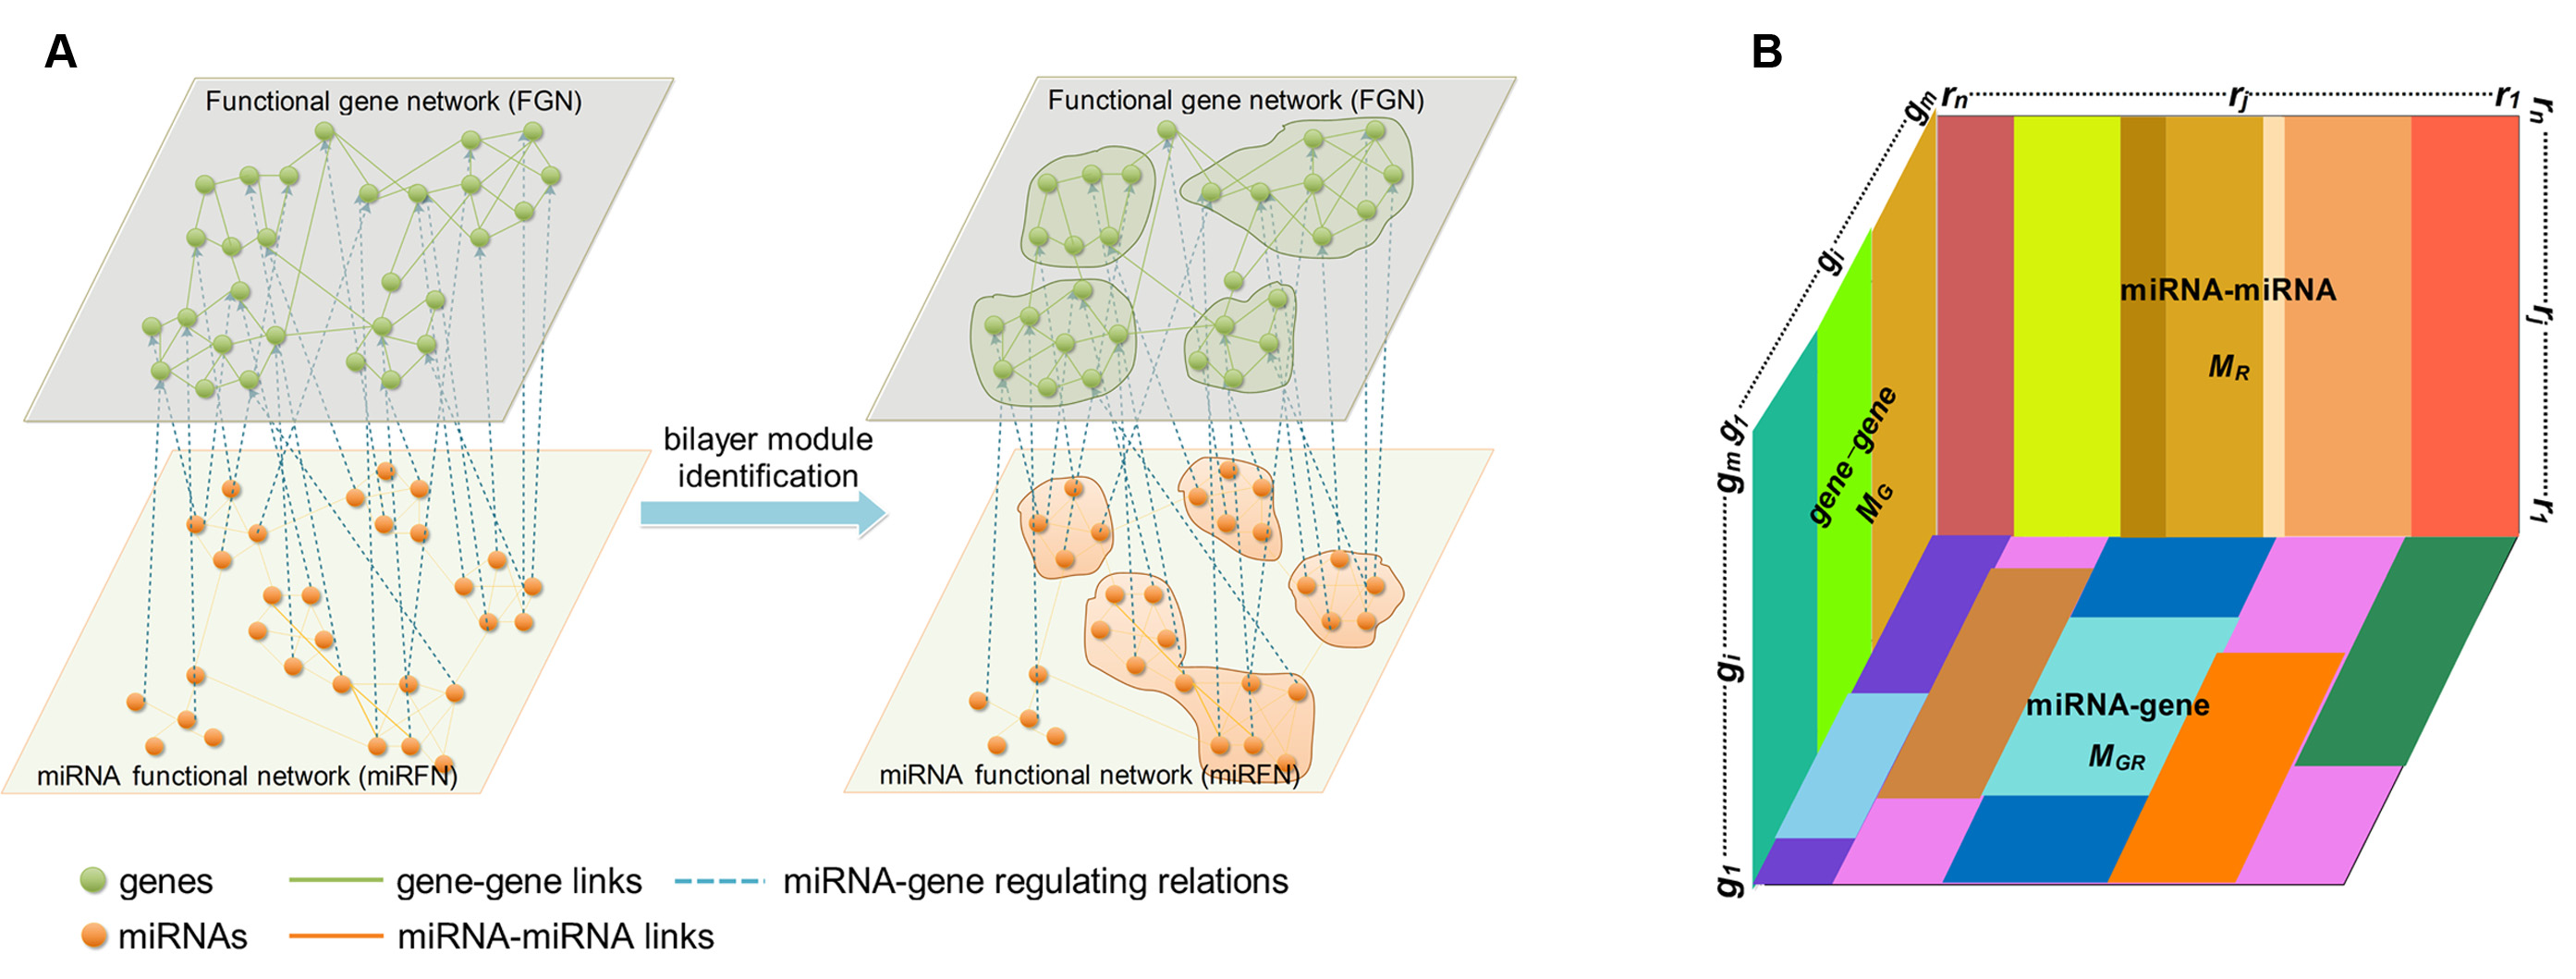 A
Functional gene network (FGN)
miRNA functional network (miRFN)
bilayer module
identification
Functional gene network (FGN)
miRNA functional network (miRFN)
genes
gene-gene links
miRNA-gene regulating relations
miRNAs
miRNA-miRNA links
B
gm
gi
g1
rn
rj
r1
rn
rj
r1
gm
gi
g1
gene-gene
MG
miRNA-miRNA
MR
miRNA-gene
MGR